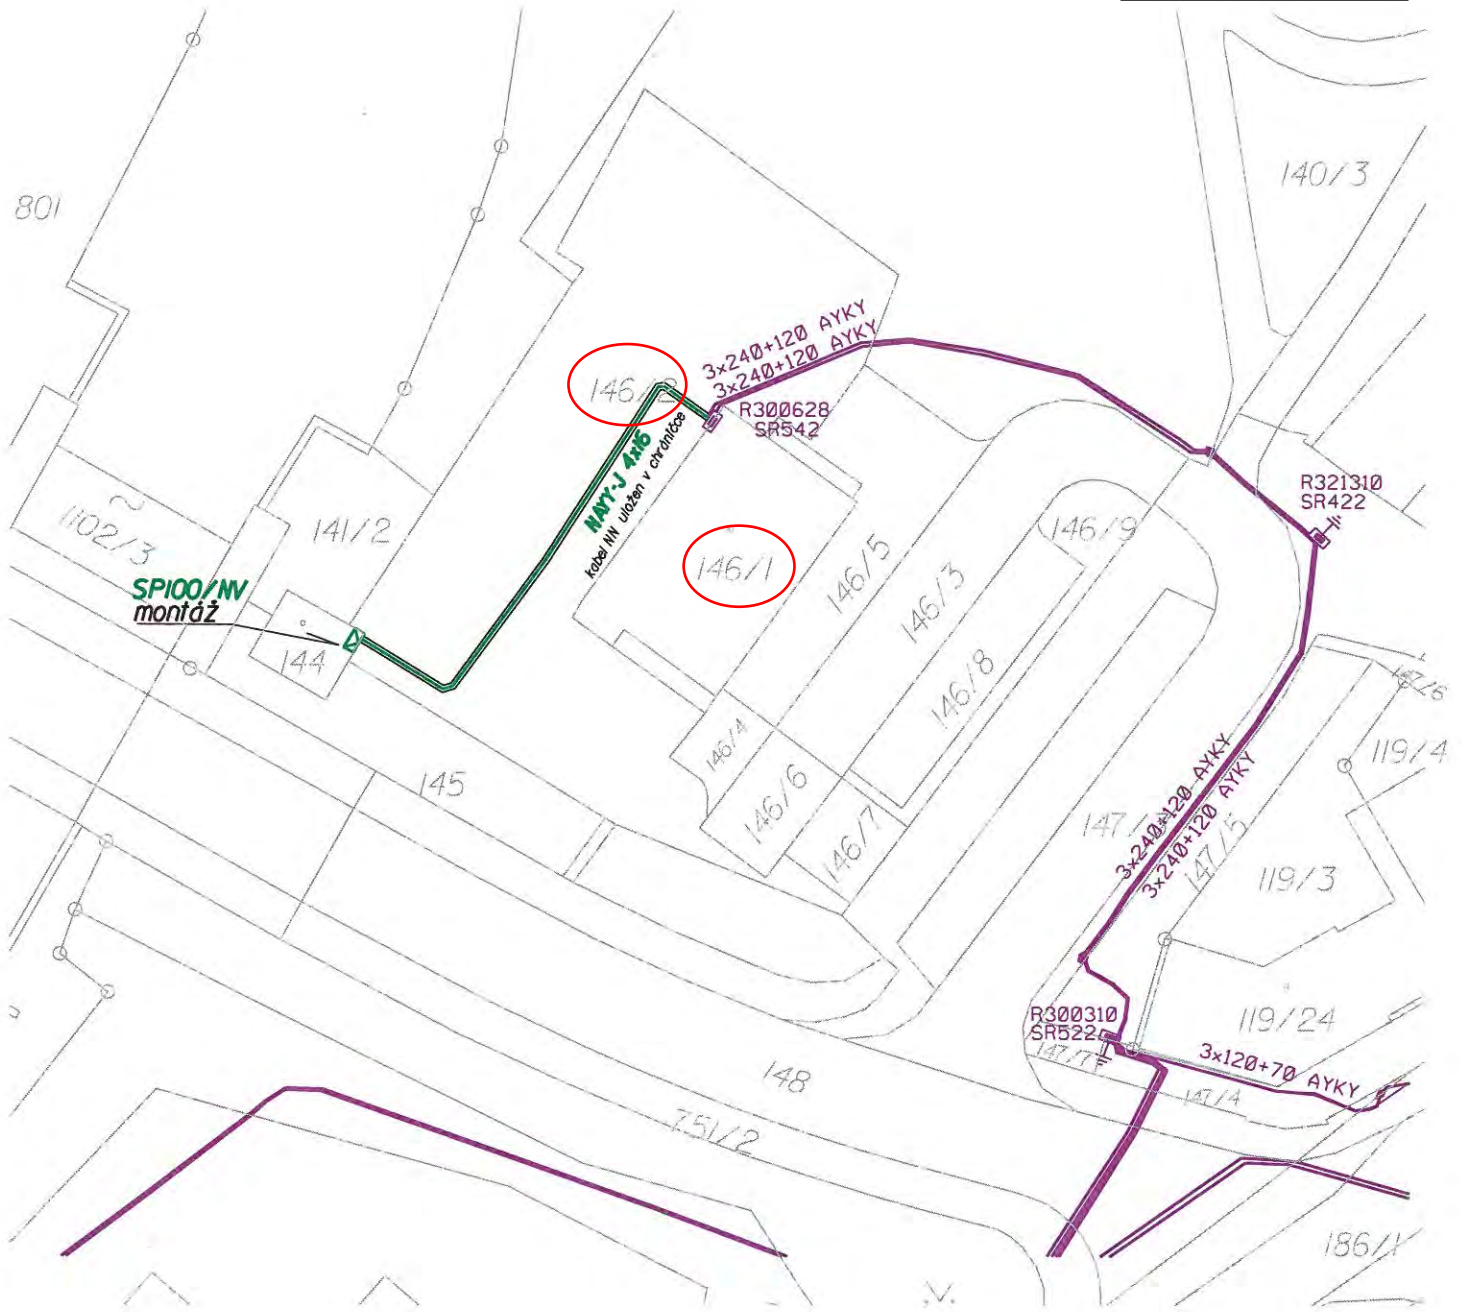 140/3
801
3x240+120 AYKY
3x240+120 AYKY
146/2
R300628
SR542
NAYY-J 4x16
kabel NN uložen v chráničce
R321310
SR422
1102/3
141/2
146/9
146/5
146/1
146/3
SP100/NV
montáž
144
146/8
147/6
146/4
119/4
145
146/6
3x240+120 AYKY
3x240+120 AYKY
147/
146/7
147/5
119/3
R300310
SR522
119/24
147/7
3x120+70 AYKY
148
147/4
751/2
186/1
.V.